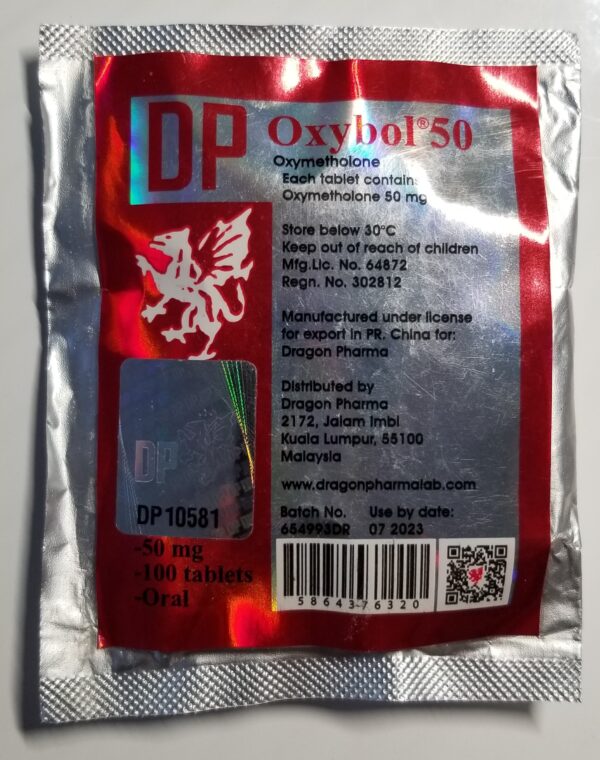 DP Oxybol® 50
Oxymetholone
Each tablet contain
Oxymetholone 50 mg
Store below 30°C
Keep out of reach of children
Mfg.Lic. No. 64872
Regn. No. 302812
Manufactured under license
for export in PR. China for:
Dragon Pharma
Distributed by
Dragon Pharma
2172, Jalam Imbi
Kuala Lumpur, 55100
Malaysia
www.dragonpharmalab.com
Batch No. Use by date:
654993DR 07 2023
DP
DP 10581
-50 mg
-100 tablets
-Oral
58643 76320